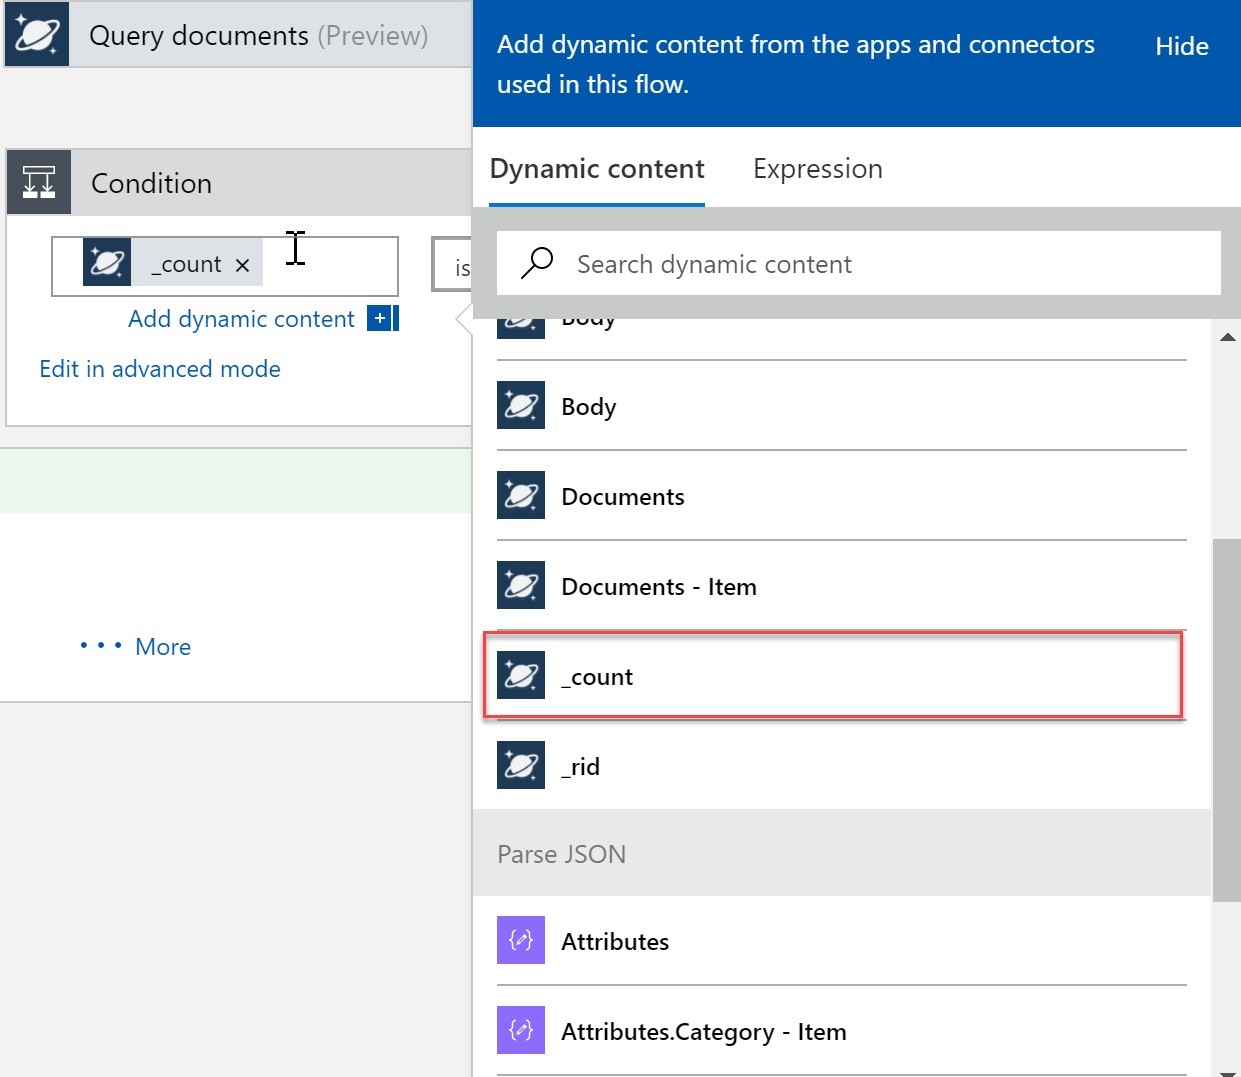 Query documents (Preview)
Condition
_count ×
is
Add dynamic content
Edit in advanced mode
More
Add dynamic content from the apps and connectors
used in this flow.
Hide
Dynamic content
Expression
Search dynamic content
Body
Body
Documents
Documents - Item
_count
_rid
Parse JSON
Attributes
Attributes.Category - Item